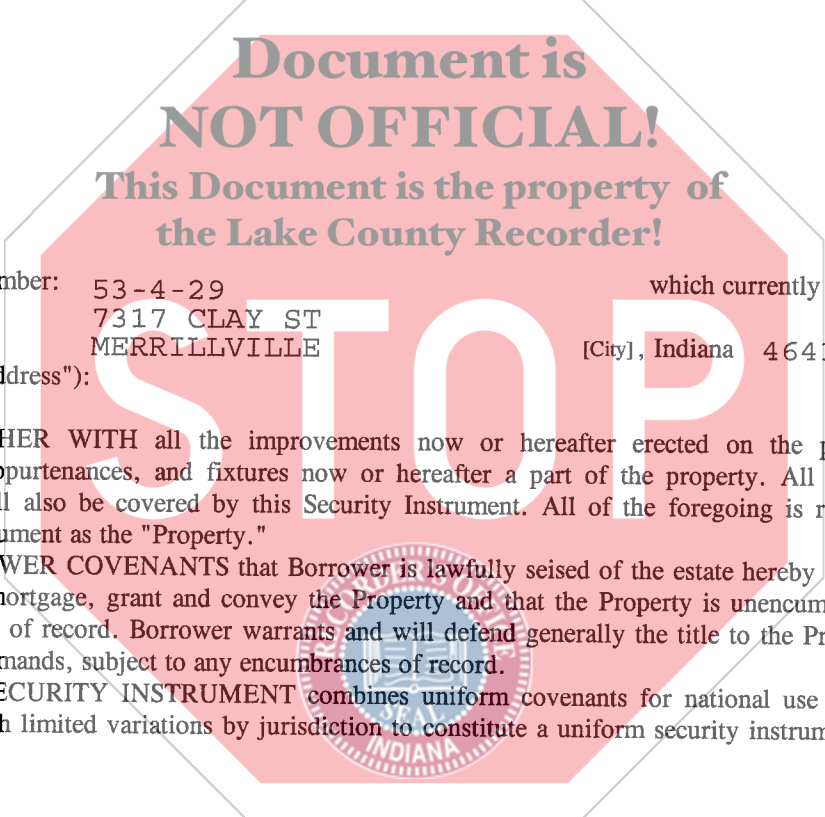 Document is
NOT OFFICIAL!
This Document is the property of
the Lake County Recorder!
STOP
mber: 53-4-29 which currently
7317 CLAY ST
MERRILLVILLE [City], Indiana 464
ddress"):
HER WITH all the improvements now or hereafter erected on the p
ppurtenances, and fixtures now or hereafter a part of the property. All
ll also be covered by this Security Instrument. All of the foregoing is r
ument as the "Property."
WER COVENANTS that Borrower is lawfully seised of the estate hereby
mortgage, grant and convey the Property and that the Property is unencum
of record. Borrower warrants and will defend generally the title to the Pr
mands, subject to any encumbrances of record.
ECURITY INSTRUMENT combines uniform covenants for national use
h limited variations by jurisdiction to constitute a uniform security instrum
SEAL
INDIANA